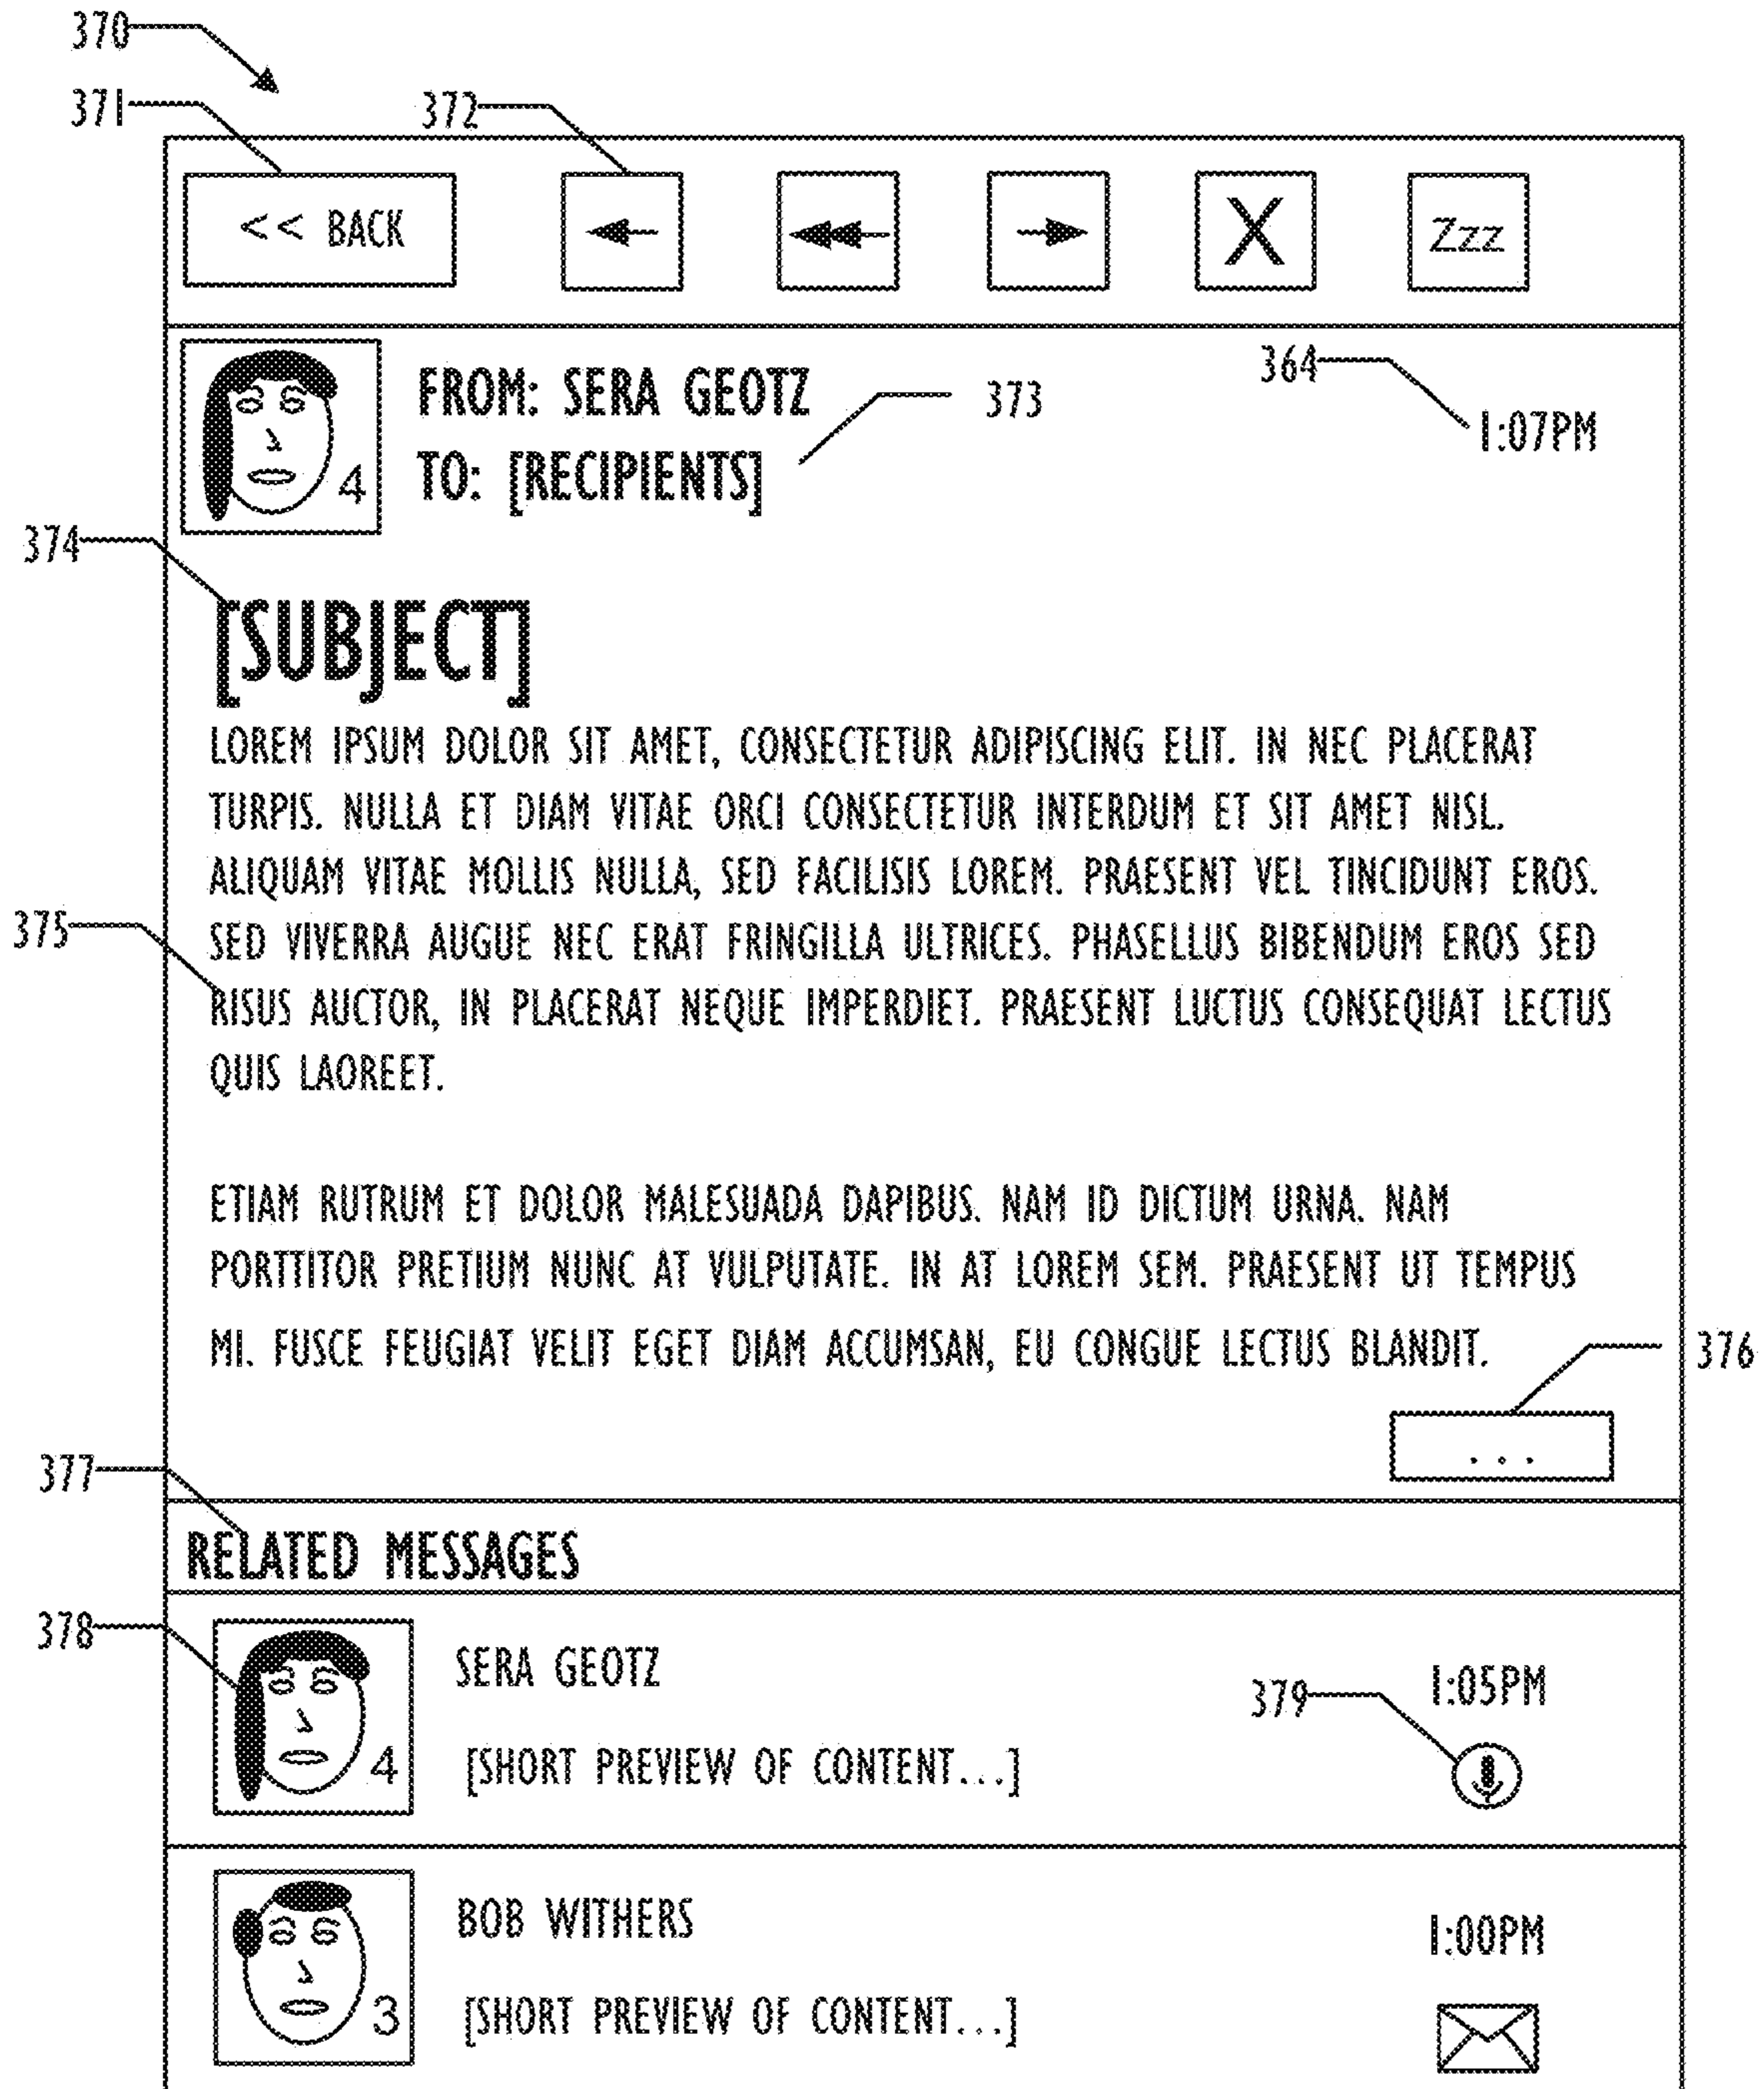 370
371
372
<< BACK
X
Zzz
FROM: SERA GEOTZ
373
364
1:07PM
TO: [RECIPIENTS]
4
374
[SUBJECT]
LOREM IPSUM DOLOR SIT AMET, CONSECTETUR ADIPISCING ELIT. IN NEC PLACERAT
TURPIS. NULLA ET DIAM VITAE ORCI CONSECTETUR INTERDUM ET SIT AMET NISL.
ALIQUAM VITAE MOLLIS NULLA, SED FACILISIS LOREM. PRAESENT VEL TINCIDUNT EROS.
375
SED VIVERRA AUGUE NEC ERAT FRINGILLA ULTRICES. PHASELLUS BIBENDUM EROS SED
RISUS AUCTOR, IN PLACERAT NEQUE IMPERDIET. PRAESENT LUCTUS CONSEQUAT LECTUS
QUIS LAOREET.
ETIAM RUTRUM ET DOLOR MALESUADA DAPIBUS. NAM ID DICTUM URNA. NAM
PORTTITOR PRETIUM NUNC AT VULPUTATE. IN AT LOREM SEM. PRAESENT UT TEMPUS
MI. FUSCE FEUGIAT VELIT EGET DIAM ACCUMSAN, EU CONGUE LECTUS BLANDIT.
376
...
377
RELATED MESSAGES
378
SERA GEOTZ
379
1:05PM
4
[SHORT PREVIEW OF CONTENT...]
BOB WITHERS
1:00PM
3
[SHORT PREVIEW OF CONTENT...]